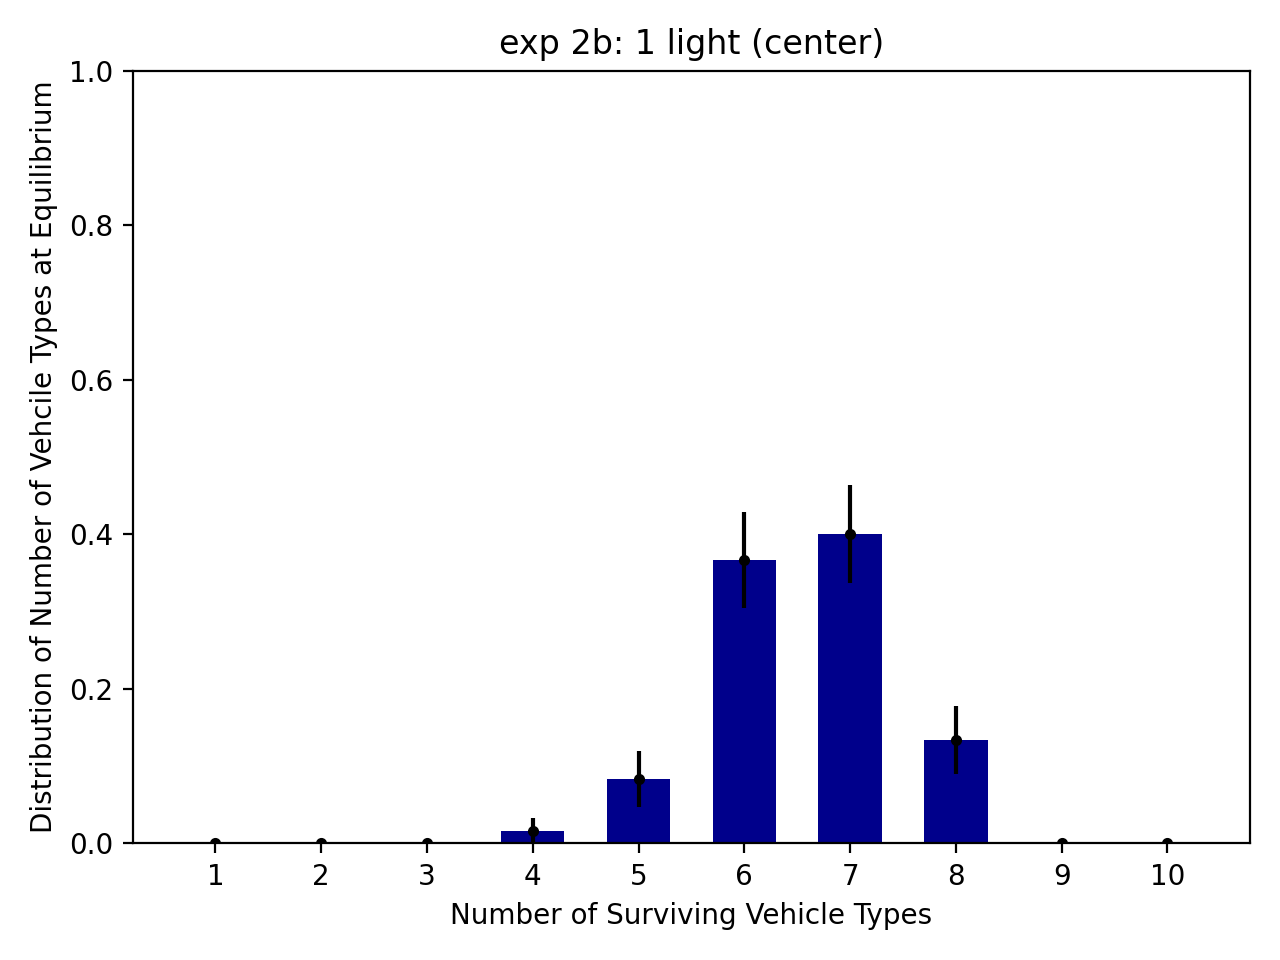 exp 2b: 1 light (center)
Distribution of Number of Vehcile Types at Equilibrium
1.0
0.8
0.6
0.4
0.2
0.0
1 2 3 4 5 6 7 8 9 10
Number of Surviving Vehicle Types